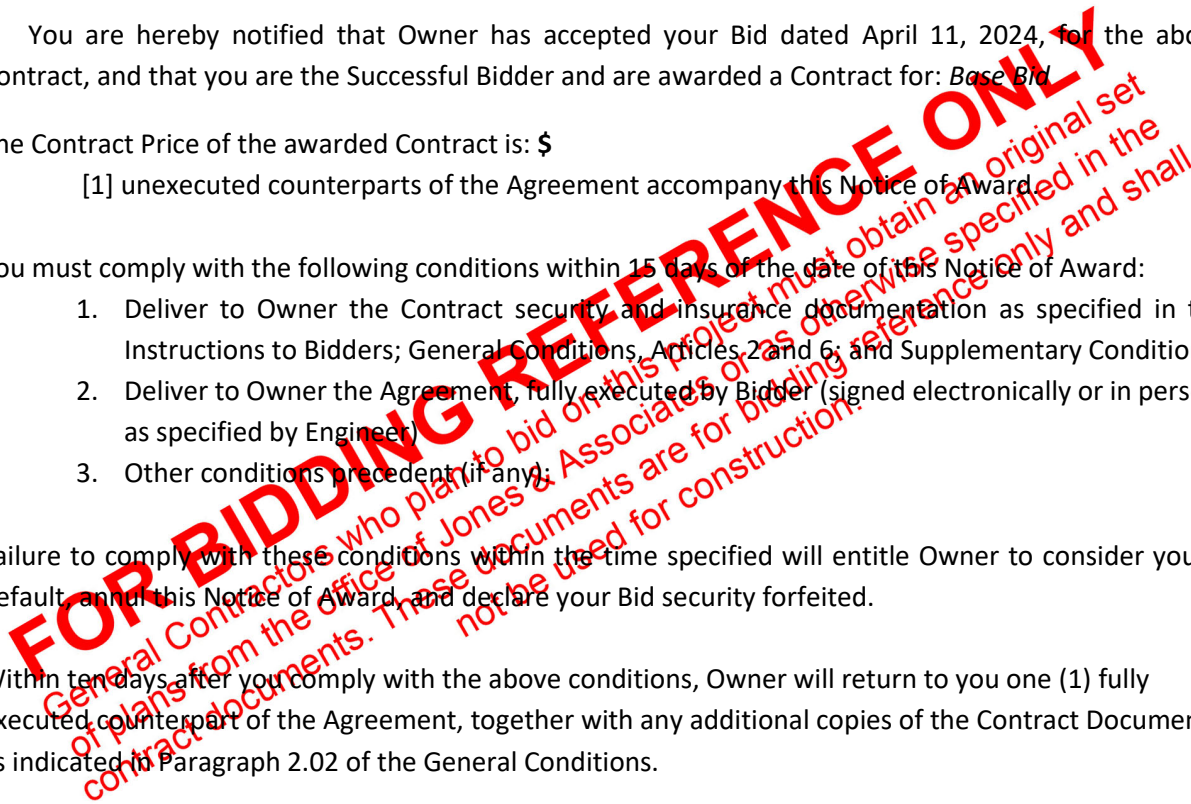 You are hereby notified that Owner has accepted your Bid dated April 11, 2024, for the abo
ontract, and that you are the Successful Bidder and are awarded a Contract for: Base Bid
he Contract Price of the awarded Contract is: $
[1] unexecuted counterparts of the Agreement accompany this Notice of Award.
ou must comply with the following conditions within 15 days of the date of this Notice of Award:
1. Deliver to Owner the Contract security and insurance documentation as specified in t
Instructions to Bidders; General Conditions, Articles 2 and 6; and Supplementary Conditio
2. Deliver to Owner the Agreement, fully executed by Bidder (signed electronically or in pers
as specified by Engineer)
3. Other conditions precedent (if any):
ailure to comply with these conditions within the time specified will entitle Owner to consider you
efault, annul this Notice of Award, and declare your Bid security forfeited.
Within ten days after you comply with the above conditions, Owner will return to you one (1) fully
xecuted counterpart of the Agreement, together with any additional copies of the Contract Documen
s indicated in Paragraph 2.02 of the General Conditions.
FOR BIDDING REFERENCE ONLY
General Contractors who plan to bid on this project must obtain an original set
of plans from the office of Jones & Associates or as otherwise specified in the
contract documents. These documents are for bidding reference only and shall
not be used for construction.